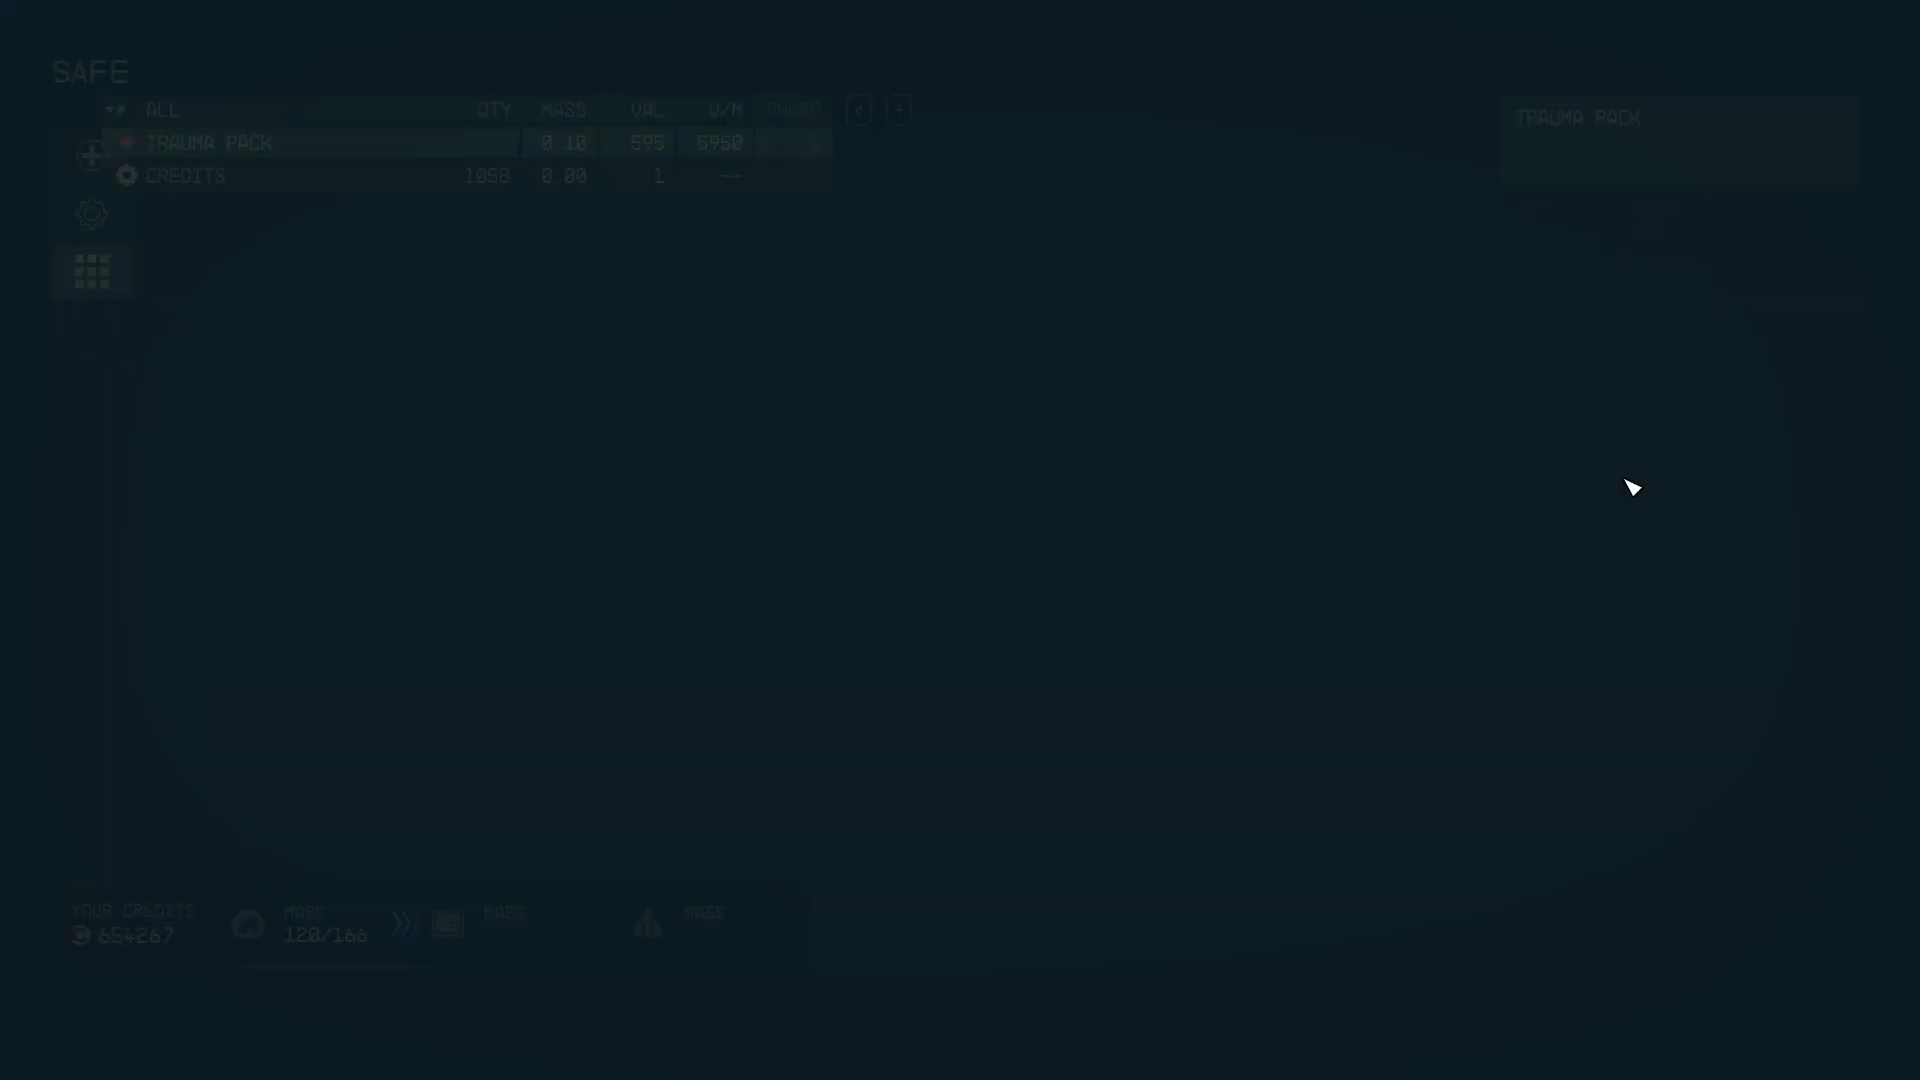 SAFE
ALL QTY MASS VAL V/M OWNED < +
TRAUMA PACK 0.10 595 5950
CREDITS 1058 0.00 1 --
TRAUMA PACK
YOUR CREDITS
654267
MASS
120/166
MASS
MASS